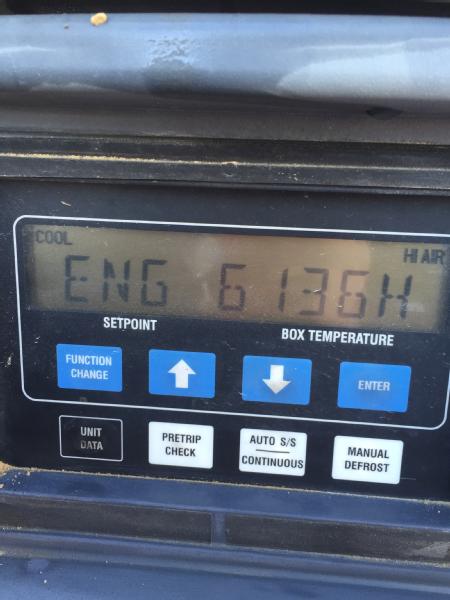 COOL
HI AIR
ENG 6136H
SETPOINT
BOX TEMPERATURE
FUNCTION
CHANGE
ENTER
UNIT
DATA
PRETRIP
CHECK
AUTO S/S
CONTINUOUS
MANUAL
DEFROST